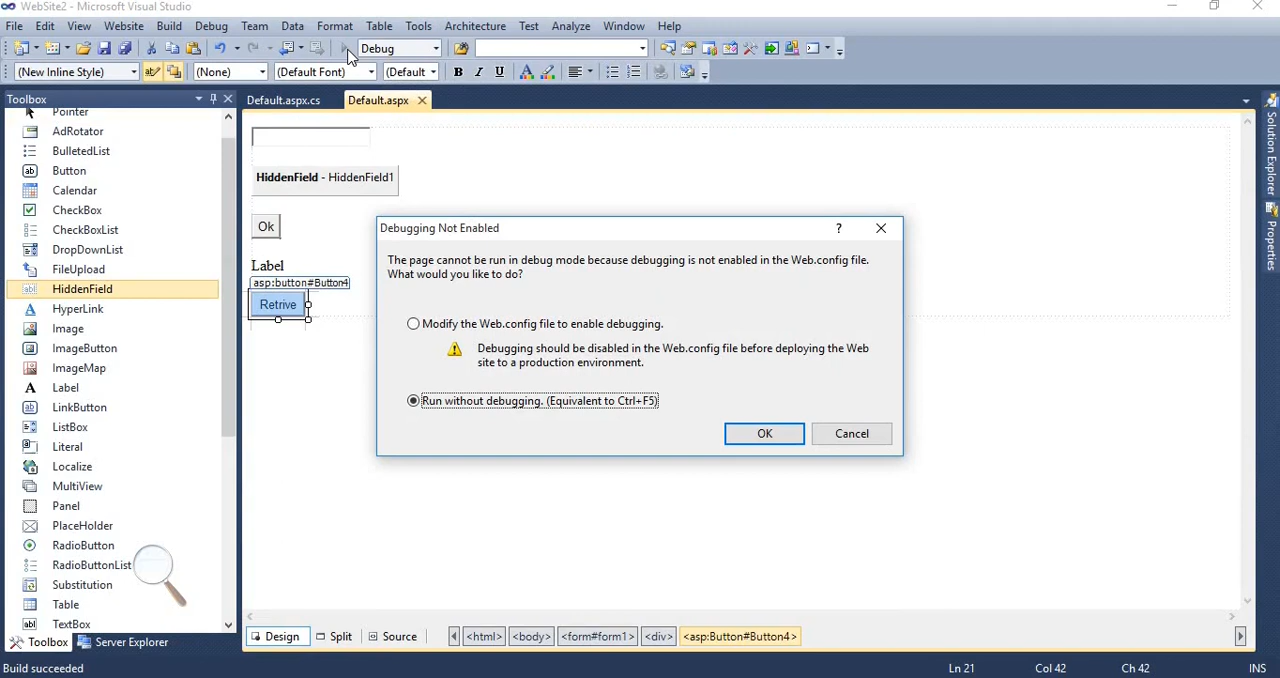 WebSite2 - Microsoft Visual Studio
File Edit View Website Build Debug Team Data Format Table Tools Architecture Test Analyze Window Help
Debug
(New Inline Style) (None) (Default Font) (Default B I U A
Toolbox
Default.aspx.cs Default.aspx
Pointer
AdRotator
BulletedList
Button
Calendar
CheckBox
CheckBoxList
DropDownList
FileUpload
HiddenField
HyperLink
Image
ImageButton
ImageMap
Label
LinkButton
ListBox
Literal
Localize
MultiView
Panel
PlaceHolder
RadioButton
RadioButtonList
Substitution
Table
TextBox
Toolbox Server Explorer
HiddenField - HiddenField1
Ok
Label
asp:button#Button4
Retrive
Debugging Not Enabled
The page cannot be run in debug mode because debugging is not enabled in the Web.config file.
What would you like to do?
Modify the Web.config file to enable debugging.
Debugging should be disabled in the Web.config file before deploying the Web
site to a production environment.
Run without debugging. (Equivalent to Ctrl+F5)
OK Cancel
Solution Explorer
Properties
Design Split Source <html> <body> <form#form1> <div> <asp:Button#Button4>
Build succeeded Ln 21 Col 42 Ch 42 INS